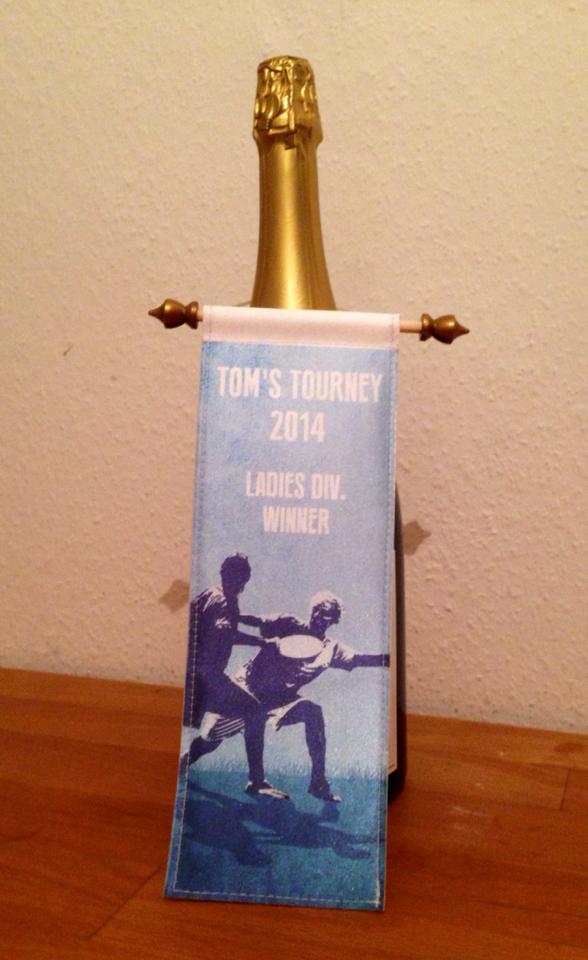 TOM'S TOURNEY
2014
LADIES DIV.
WINNER